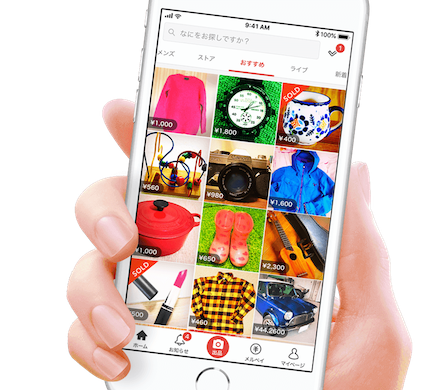 9:41 AM
100%
なにをお探しですか？
1
メンズ
ストア
おすすめ
ライブ
新着
¥1,000
¥1,800
SOLD
¥400
¥560
¥980
¥1,000
¥650
¥2,300
SOLD
500
¥460
¥44,2600
4
ホーム
お知らせ
出品
メルペイ
マイページ